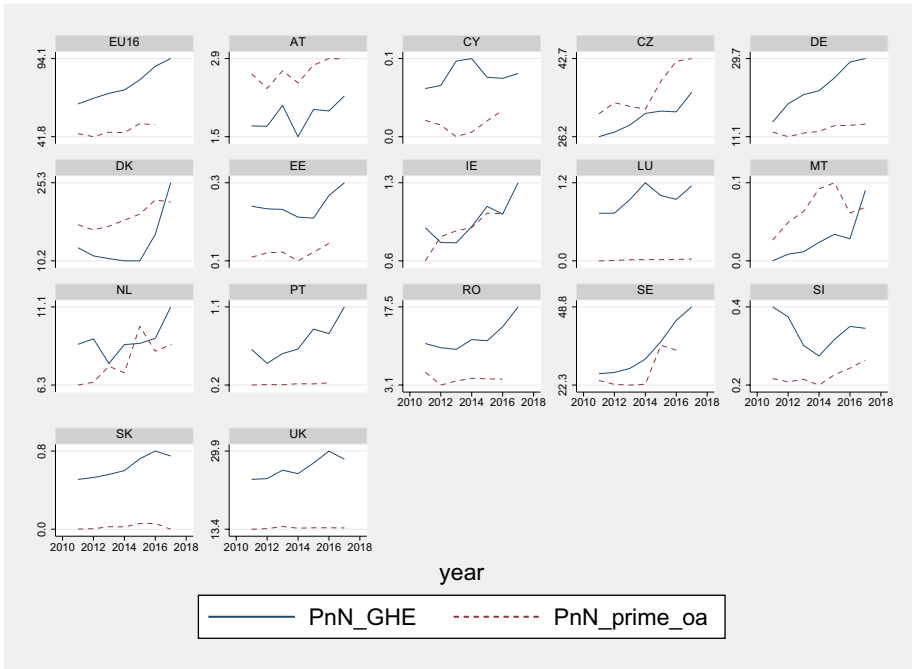 EU16 AT CY CZ DE
94.1 2.9 0.1 42.7 29.7
41.8 1.5 0.0 26.2 11.1
DK EE IE LU MT
25.3 0.3 1.3 1.2 0.1
10.2 0.1 0.6 0.0 0.0
NL PT RO SE SI
11.1 1.1 17.5 48.8 0.4
6.3 0.2 3.1 22.3 0.2
2010 2012 2014 2016 2018 2010 2012 2014 2016 2018 2010 2012 2014 2016 2018
SK UK
0.8 29.9
0.0 13.4
2010 2012 2014 2016 2018 2010 2012 2014 2016 2018
year
PnN_GHE PnN_prime_oa